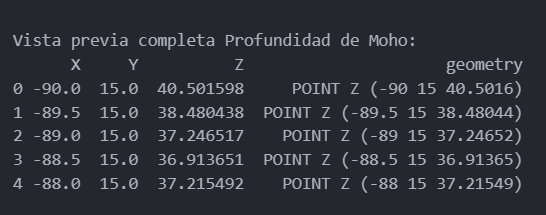 Vista previa completa Profundidad de Moho:
X Y Z geometry
0 -90.0 15.0 40.501598 POINT Z (-90 15 40.5016)
1 -89.5 15.0 38.480438 POINT Z (-89.5 15 38.48044)
2 -89.0 15.0 37.246517 POINT Z (-89 15 37.24652)
3 -88.5 15.0 36.913651 POINT Z (-88.5 15 36.91365)
4 -88.0 15.0 37.215492 POINT Z (-88 15 37.21549)